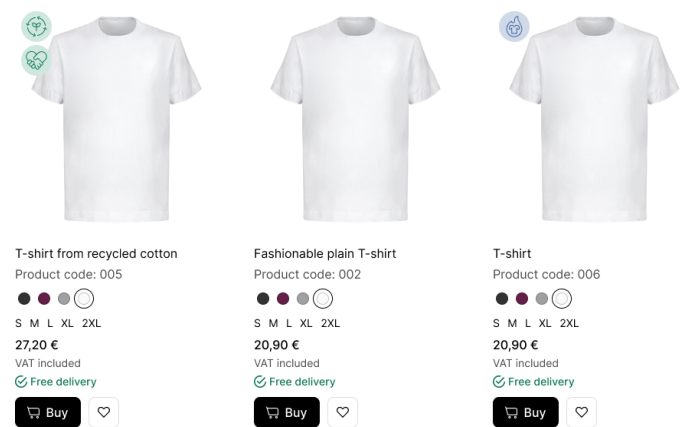 T-shirt from recycled cotton
Product code: 005
S M L XL 2XL
27,20 €
VAT included
Free delivery
Buy
Fashionable plain T-shirt
Product code: 002
S M L XL 2XL
20,90 €
VAT included
Free delivery
Buy
T-shirt
Product code: 006
S M L XL 2XL
20,90 €
VAT included
Free delivery
Buy